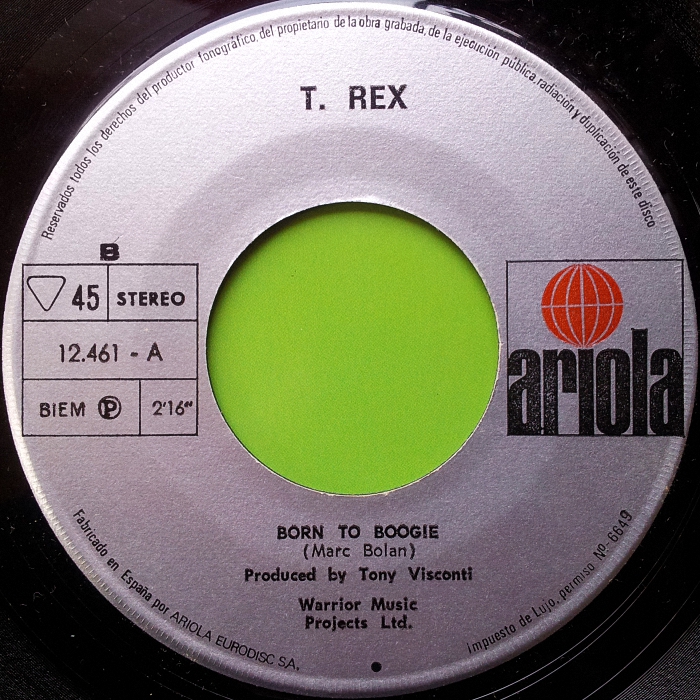 Reservados todos los derechos del productor fonográfico, del propietario de la obra grabada, de la ejecución pública, radiación y duplicación de este disco
T. REX
B
45 STEREO
12.461 - A
BIEM Ⓟ 2'16"
ariola
BORN TO BOOGIE
(Marc Bolan)
Produced by Tony Visconti
Warrior Music
Projects Ltd.
Fabricado en España por ARIOLA EURODISC SA,
impuesto de Lujo, permiso Nº-6649